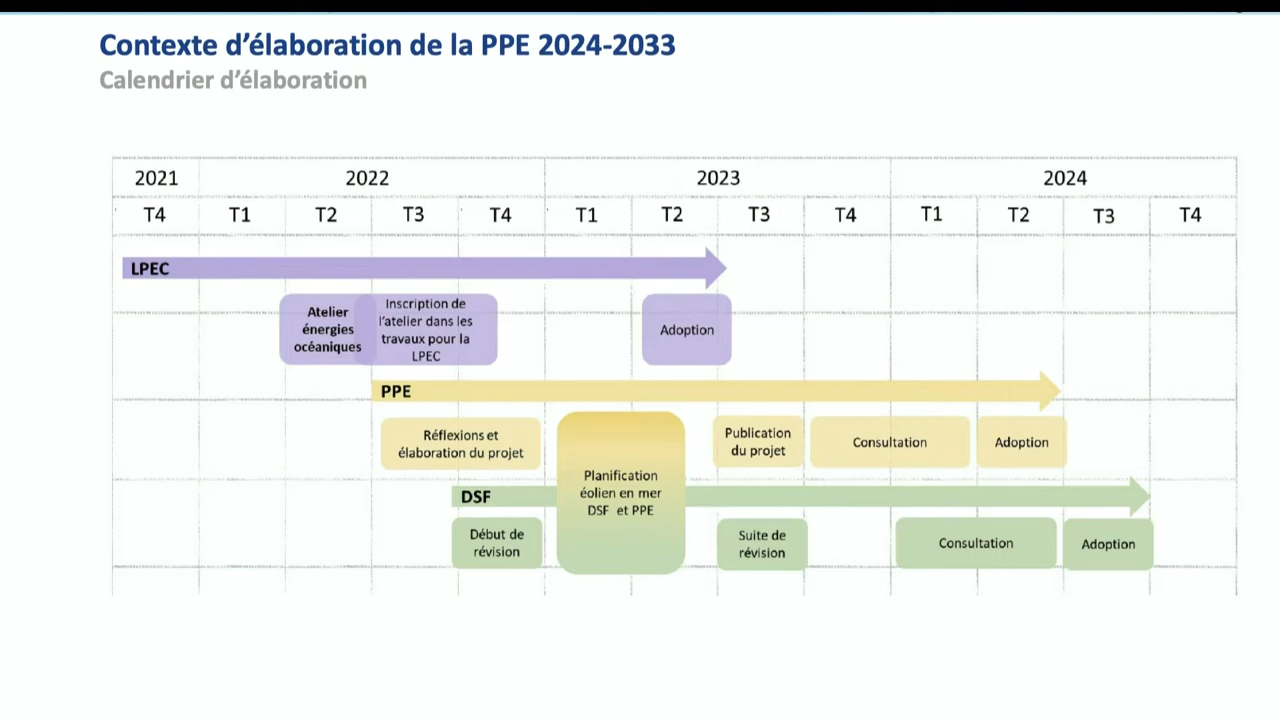 Contexte d’élaboration de la PPE 2024-2033
Calendrier d’élaboration
2021 2022 2023 2024
T4 T1 T2 T3 T4 T1 T2 T3 T4 T1 T2 T3 T4
LPEC
Atelier
énergies
océaniques
Inscription de
l’atelier dans les
travaux pour la
LPEC
Adoption
PPE
Réflexions et
élaboration du projet
Planification
éolien en mer
DSF et PPE
Publication
du projet
Consultation
Adoption
DSF
Début de
révision
Suite de
révision
Consultation
Adoption